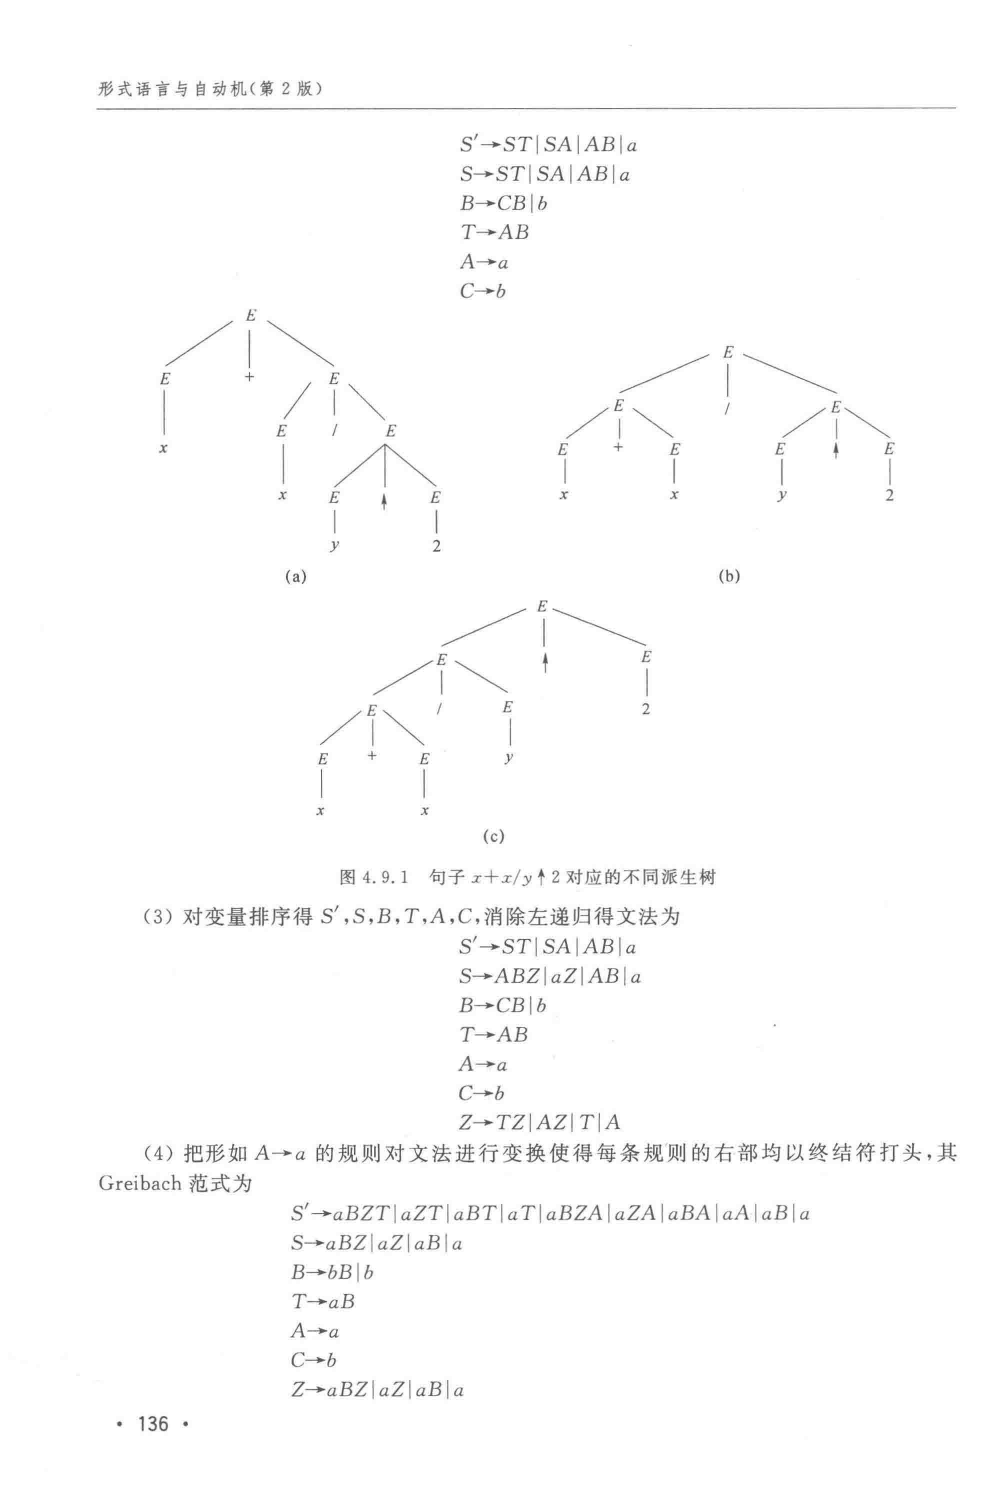 形式语言与自动机(第2版)
S′→ST|SA|AB|a
S→ST|SA|AB|a
B→CB|b
T→AB
A→a
C→b
E
E + E
x E / E
x E ↑ E
y 2
(a)
E
E / E
E + E E ↑ E
x x y 2
(b)
E
E ↑ E
E / E 2
E + E y
x x
(c)
图 4.9.1 句子 x+x/y↑2 对应的不同派生树
(3) 对变量排序得 S′,S,B,T,A,C,消除左递归得文法为
S′→ST|SA|AB|a
S→ABZ|aZ|AB|a
B→CB|b
T→AB
A→a
C→b
Z→TZ|AZ|T|A
(4) 把形如 A→a 的规则对文法进行变换使得每条规则的右部均以终结符打头,其
Greibach 范式为
S′→aBZT|aZT|aBT|aT|aBZA|aZA|aBA|aA|aB|a
S→aBZ|aZ|aB|a
B→bB|b
T→aB
A→a
C→b
Z→aBZ|aZ|aB|a
· 136 ·